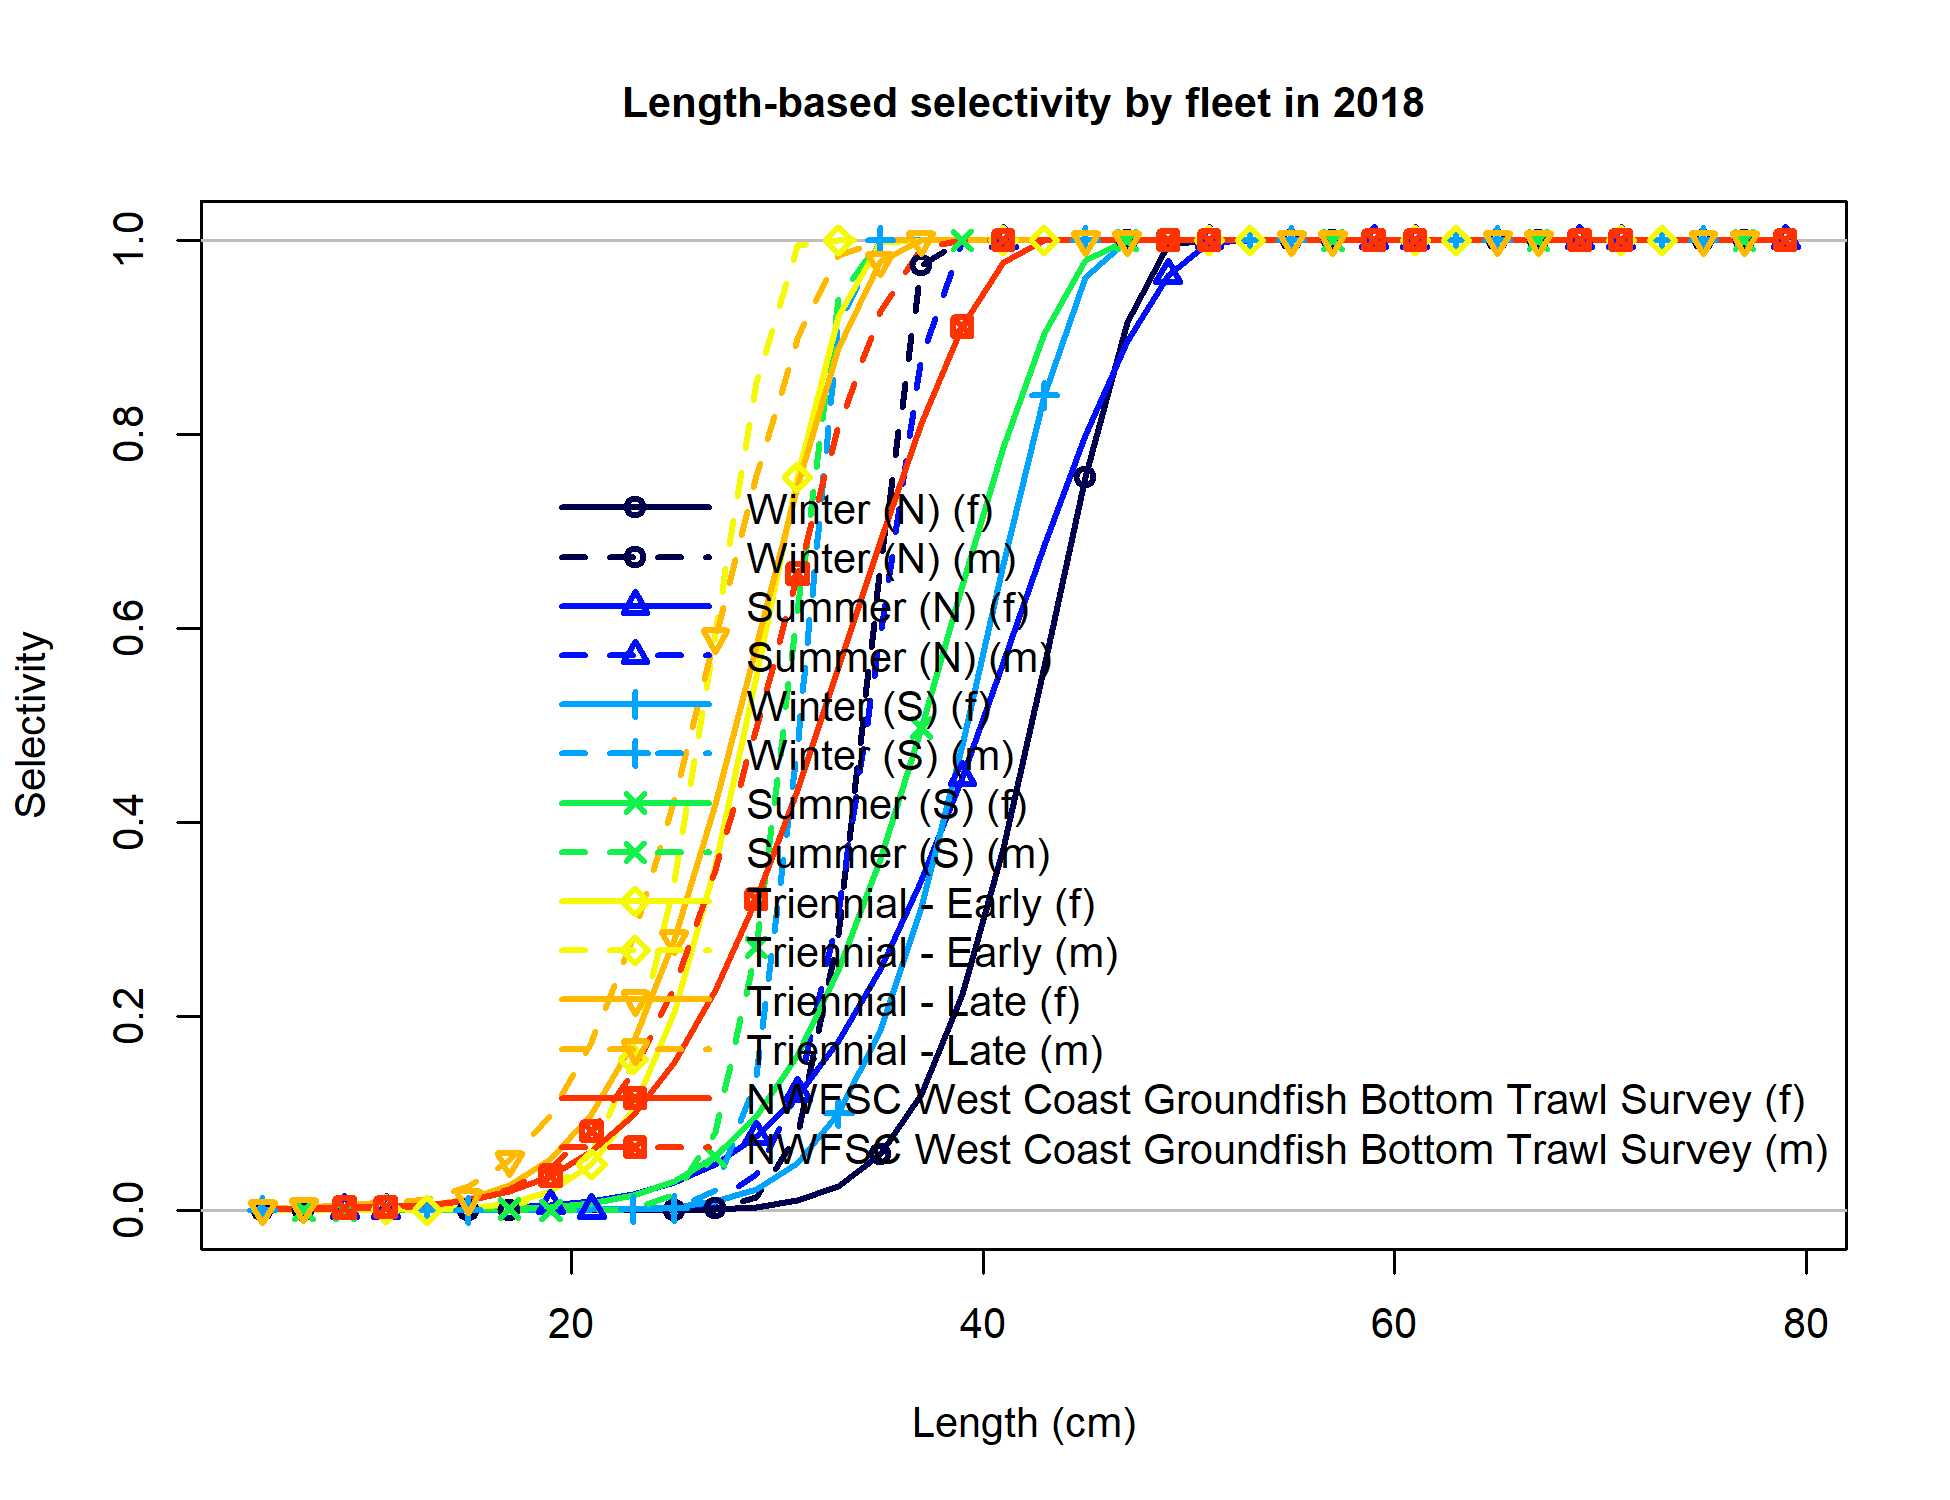 Length-based selectivity by fleet in 2018
Selectivity
1.0
0.8
0.6
0.4
0.2
0.0
Winter (N) (f)
Winter (N) (m)
Summer (N) (f)
Summer (N) (m)
Winter (S) (f)
Winter (S) (m)
Summer (S) (f)
Summer (S) (m)
Triennial - Early (f)
Triennial - Early (m)
Triennial - Late (f)
Triennial - Late (m)
NWFSC West Coast Groundfish Bottom Trawl Survey (f)
NWFSC West Coast Groundfish Bottom Trawl Survey (m)
20 40 60 80
Length (cm)